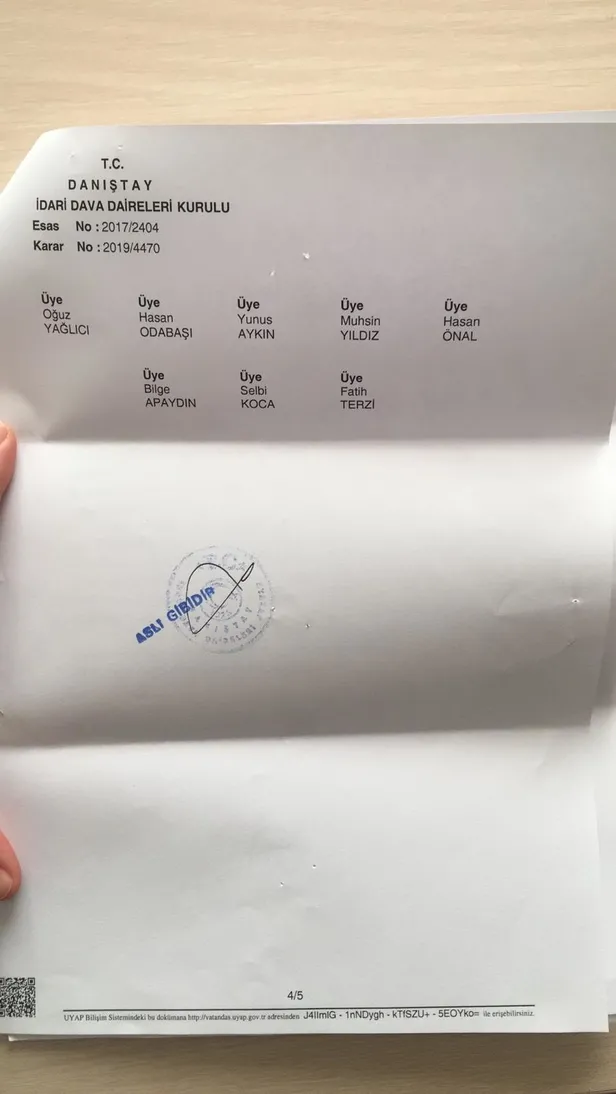 T.C.
DANIŞTAY
İDARİ DAVA DAİRELERİ KURULU
Esas No : 2017/2404
Karar No : 2019/4470
Üye Üye Üye Üye Üye
Oğuz Hasan Yunus Muhsin Hasan
YAĞLICI ODABAŞI AYKIN YILDIZ ÖNAL
Üye Üye Üye
Bilge Selbi Fatih
APAYDIN KOCA TERZİ
ASLI GİBİDİR
4/5
UYAP Bilişim Sistemindeki bu dokümana http://vatandas.uyap.gov.tr adresinden J4IImIG - 1nNDygh - kTfSZU+ - 5EOYko= ile erişebilirsiniz.